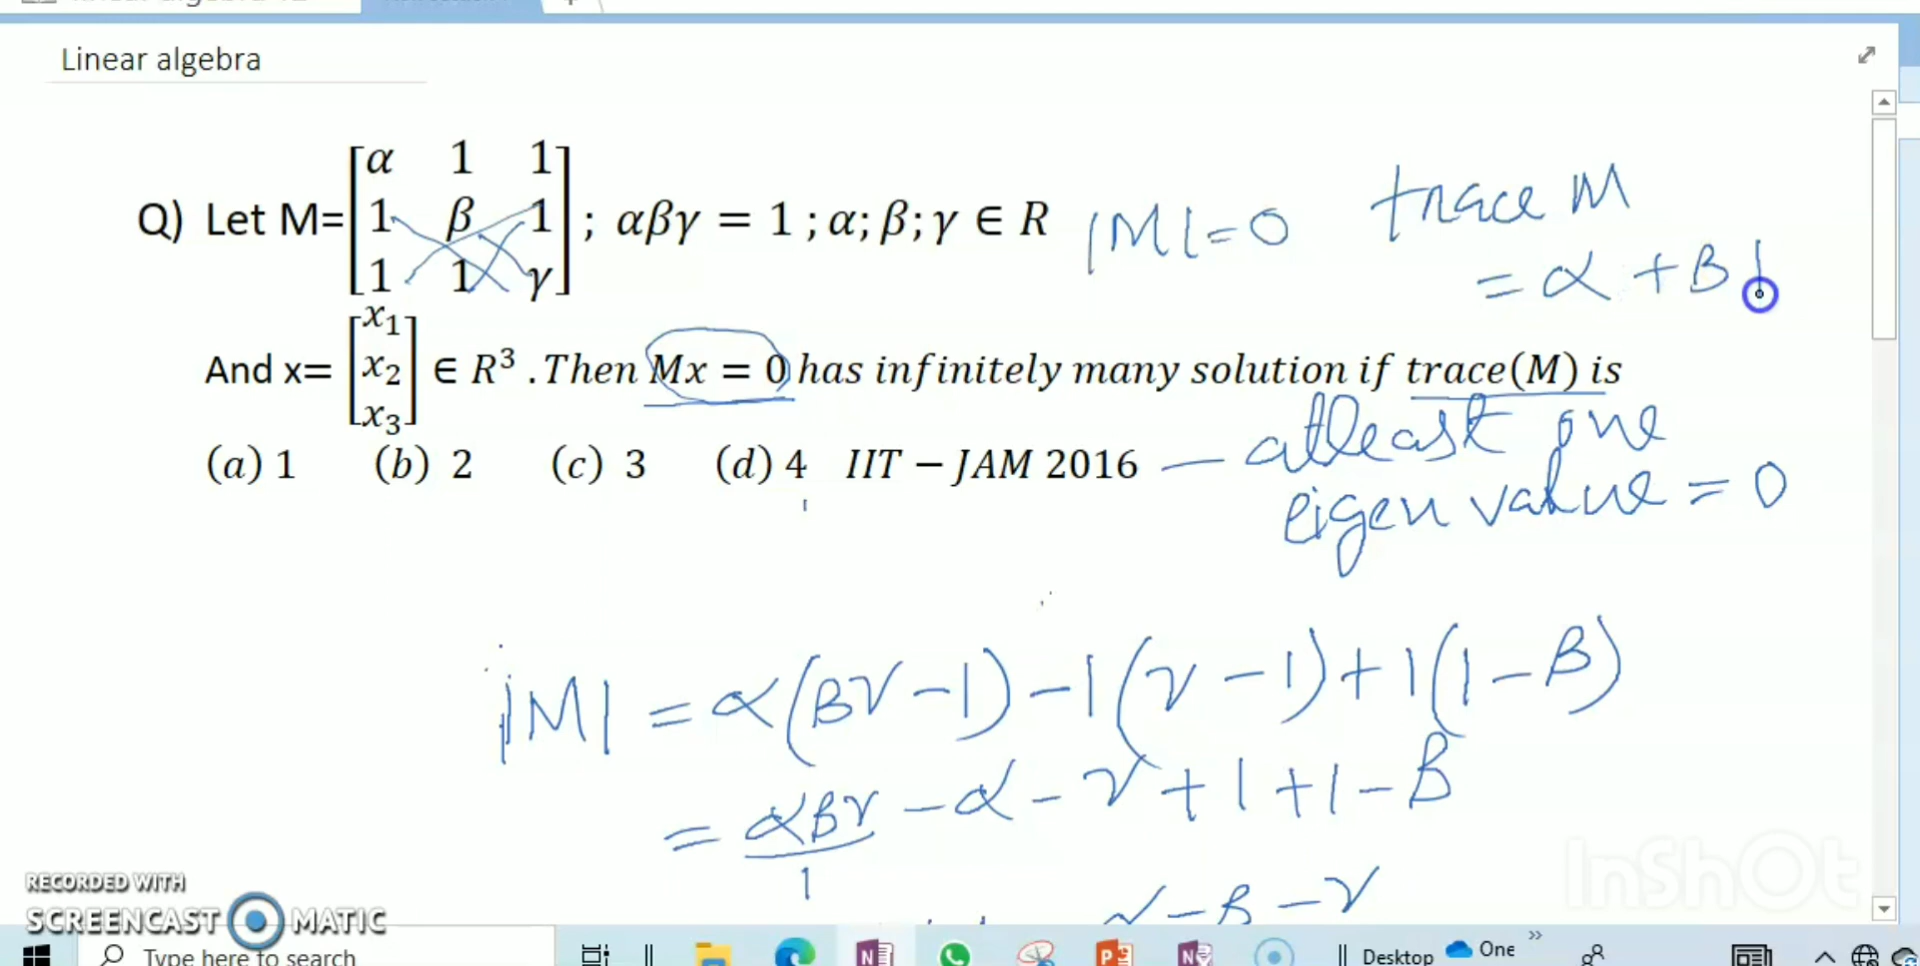 Linear algebra
Q) Let M= [α 1 1
1 β 1
1 1 γ] ; αβγ = 1 ; α; β; γ ∈ R
|M| = 0
trace M
= α + β
And x= [x₁
x₂
x₃] ∈ R³ . Then Mx = 0 has infinitely many solution if trace(M) is
(a) 1 (b) 2 (c) 3 (d) 4 IIT – JAM 2016
— atleast one
eigen value = 0
|M| = α(βγ – 1) – 1(γ – 1) + 1(1 – β)
= αβγ – α – γ + 1 + 1 – β
1
– β – γ
InShOt
RECORDED WITH
SCREENCAST MATIC
Type here to search
Desktop
One